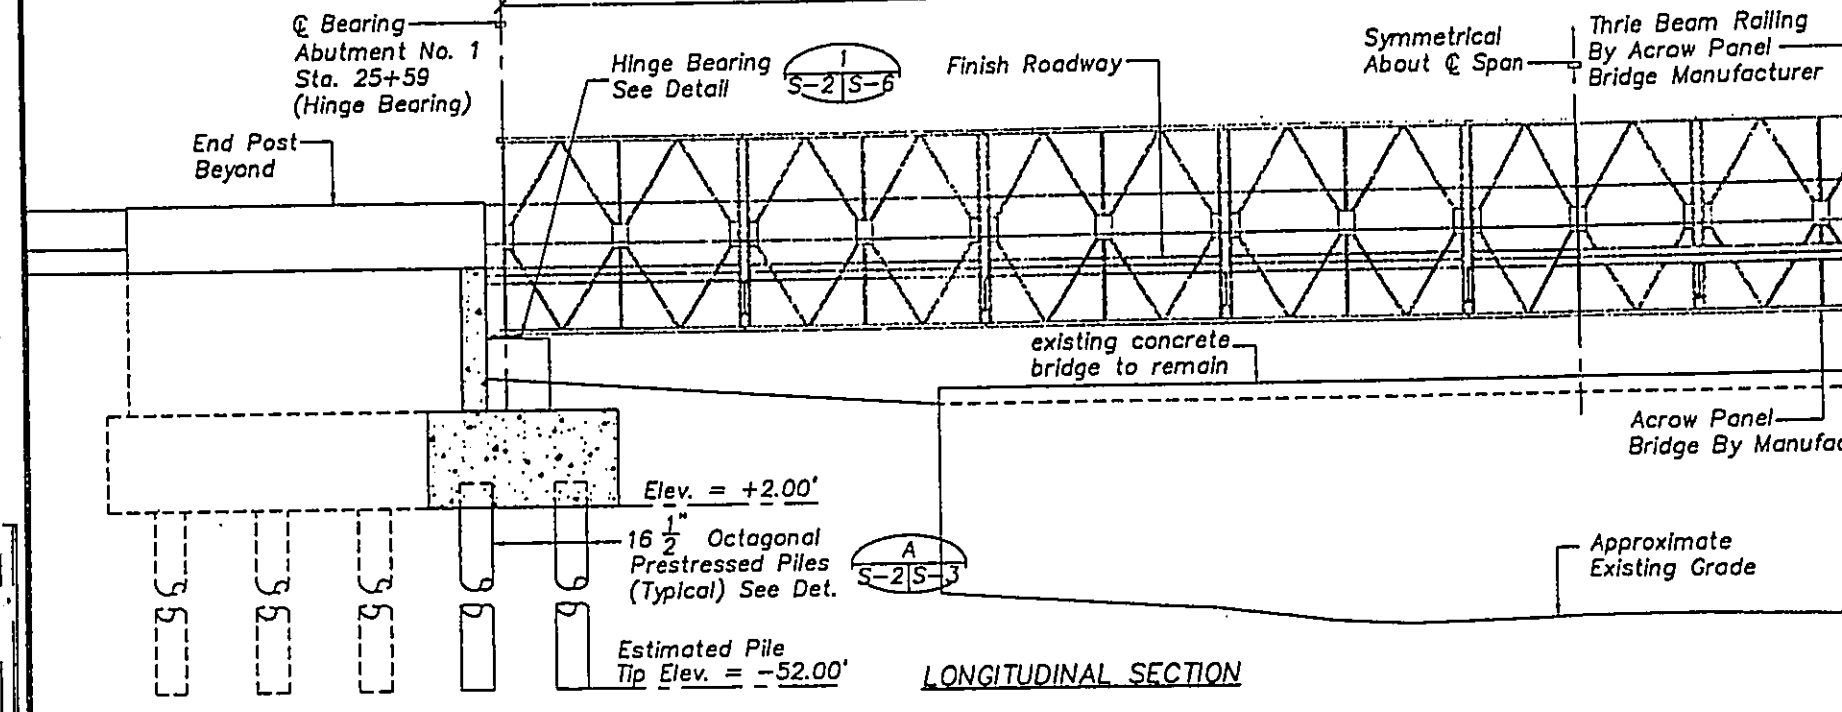 ℄ Bearing
Abutment No. 1
Sta. 25+59
(Hinge Bearing)
End Post
Beyond
Hinge Bearing
See Detail
1
S-2 S-6
Finish Roadway
Symmetrical
About ℄ Span
Thrie Beam Railing
By Acrow Panel
Bridge Manufacturer
existing concrete
bridge to remain
Acrow Panel
Bridge By Manufac
Elev. = +2.00'
16 1/2" Octagonal
Prestressed Piles
(Typical) See Det.
A
S-2 S-3
Approximate
Existing Grade
Estimated Pile
Tip Elev. = -52.00'
LONGITUDINAL SECTION